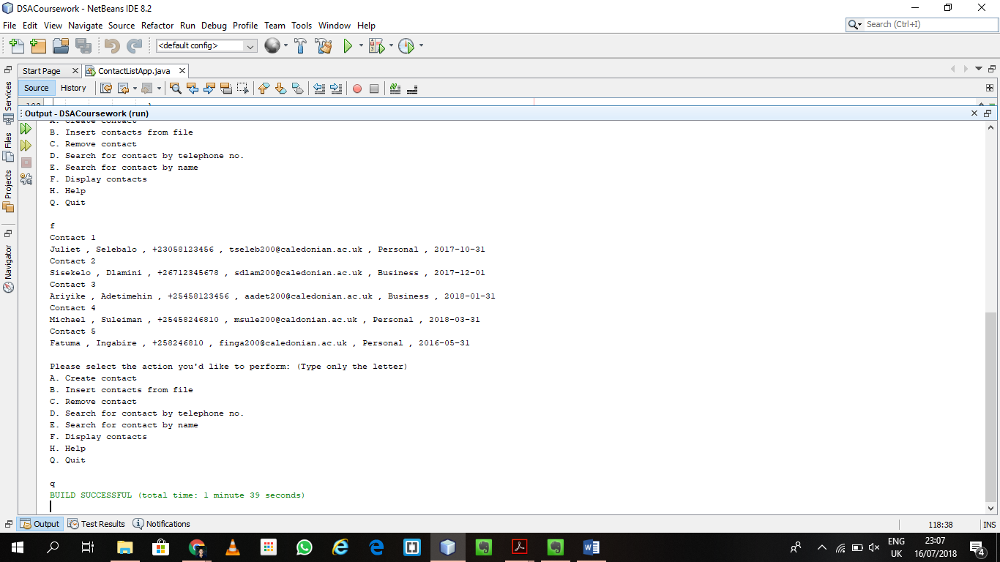 DSACoursework - NetBeans IDE 8.2
File Edit View Navigate Source Refactor Run Debug Profile Team Tools Window Help
Search (Ctrl+I)
<default config>
Start Page
ContactListApp.java
Source History
Services
Files
Projects
Navigator
Output - DSACoursework (run)
A. Create contact
B. Insert contacts from file
C. Remove contact
D. Search for contact by telephone no.
E. Search for contact by name
F. Display contacts
H. Help
Q. Quit
f
Contact 1
Juliet , Selebalo , +23058123456 , tseleb200@caledonian.ac.uk , Personal , 2017-10-31
Contact 2
Sisekelo , Dlamini , +26712345678 , sdlam200@caledonian.ac.uk , Business , 2017-12-01
Contact 3
Ariyike , Adetimehin , +25458123456 , aadet200@caledonian.ac.uk , Business , 2018-01-31
Contact 4
Michael , Suleiman , +25458246810 , msule200@caldonian.ac.uk , Personal , 2018-03-31
Contact 5
Fatuma , Ingabire , +258246810 , finga200@caledonian.ac.uk , Personal , 2016-05-31
Please select the action you'd like to perform: (Type only the letter)
A. Create contact
B. Insert contacts from file
C. Remove contact
D. Search for contact by telephone no.
E. Search for contact by name
F. Display contacts
H. Help
Q. Quit
q
BUILD SUCCESSFUL (total time: 1 minute 39 seconds)
Output Test Results Notifications
118:38 INS
ENG
UK
23:07
16/07/2018
4